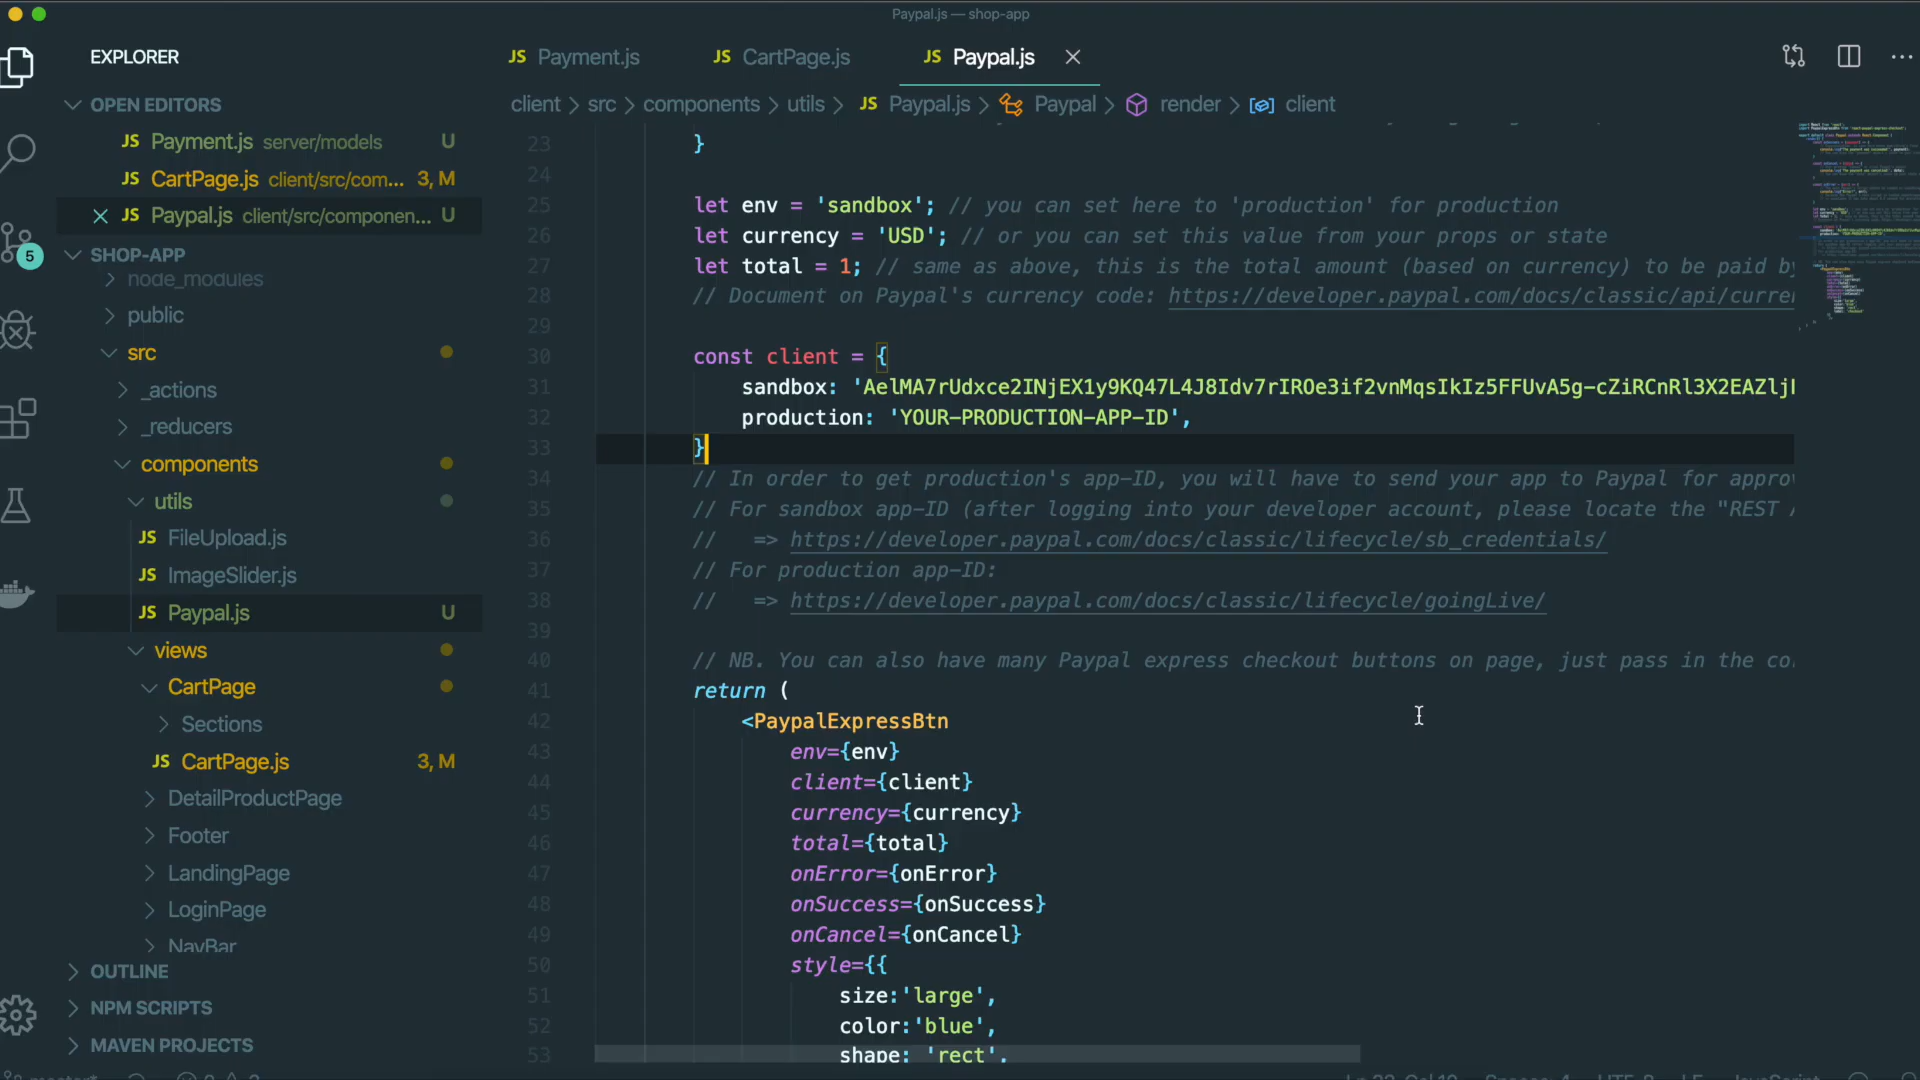 Paypal.js — shop-app
EXPLORER
JS Payment.js
JS CartPage.js
JS Paypal.js
client > src > components > utils > JS Paypal.js > Paypal > render > client
OPEN EDITORS
JS Payment.js server/models U
JS CartPage.js client/src/com... 3, M
JS Paypal.js client/src/componen... U
5
SHOP-APP
node_modules
public
src
_actions
_reducers
components
utils
JS FileUpload.js
JS ImageSlider.js
JS Paypal.js U
views
CartPage
Sections
JS CartPage.js 3, M
DetailProductPage
Footer
LandingPage
LoginPage
NavBar
OUTLINE
NPM SCRIPTS
MAVEN PROJECTS
23 }
24
25 let env = 'sandbox'; // you can set here to 'production' for production
26 let currency = 'USD'; // or you can set this value from your props or state
27 let total = 1; // same as above, this is the total amount (based on currency) to be paid by
28 // Document on Paypal's currency code: https://developer.paypal.com/docs/classic/api/curre
29
30 const client = {
31 sandbox: 'AelMA7rUdxce2INjEX1y9KQ47L4J8Idv7rIROe3if2vnMqsIkIz5FFUvA5g-cZiRCnRl3X2EAZlj
32 production: 'YOUR-PRODUCTION-APP-ID',
33 }
34 // In order to get production's app-ID, you will have to send your app to Paypal for appro
35 // For sandbox app-ID (after logging into your developer account, please locate the "REST
36 // => https://developer.paypal.com/docs/classic/lifecycle/sb_credentials/
37 // For production app-ID:
38 // => https://developer.paypal.com/docs/classic/lifecycle/goingLive/
39
40 // NB. You can also have many Paypal express checkout buttons on page, just pass in the co
41 return (
42 <PaypalExpressBtn
43 env={env}
44 client={client}
45 currency={currency}
46 total={total}
47 onError={onError}
48 onSuccess={onSuccess}
49 onCancel={onCancel}
50 style={{
51 size:'large',
52 color:'blue',
53 shape: 'rect',